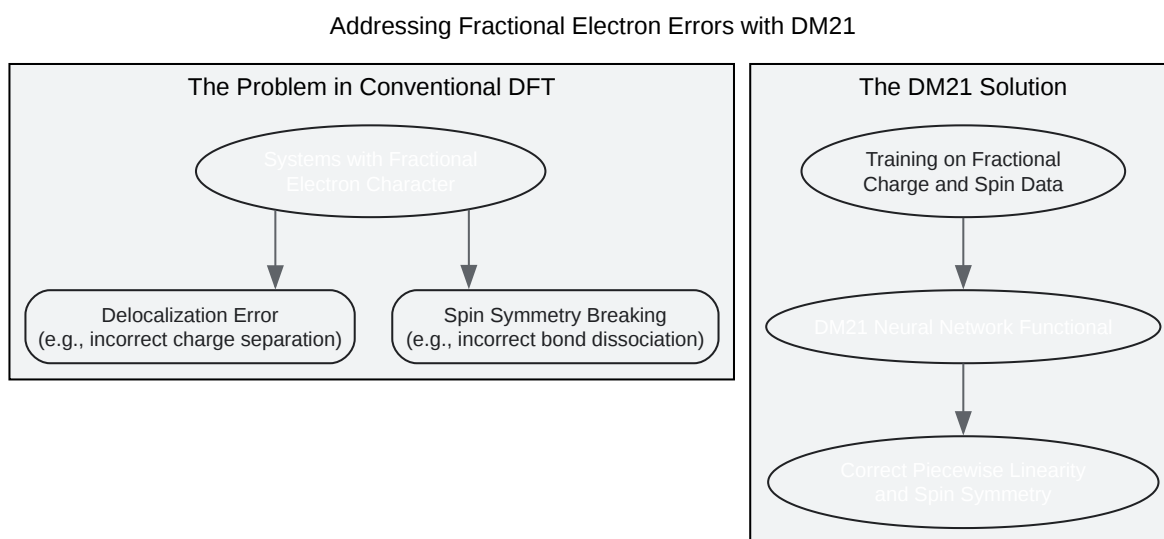 Addressing Fractional Electron Errors with DM21
The Problem in Conventional DFT
Systems with Fractional
Electron Character
Delocalization Error
(e.g., incorrect charge separation)
Spin Symmetry Breaking
(e.g., incorrect bond dissociation)
The DM21 Solution
Training on Fractional
Charge and Spin Data
DM21 Neural Network Functional
Correct Piecewise Linearity
and Spin Symmetry